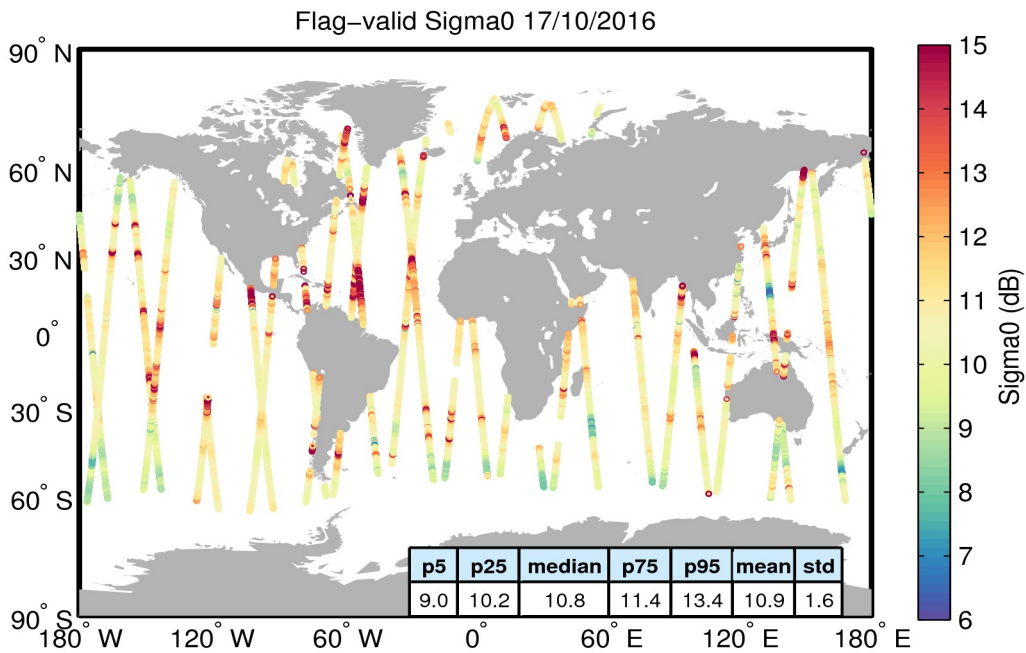 Flag−valid Sigma0 17/10/2016
90° N
60° N
30° N
0°
30° S
60° S
90° S
180° W
120° W
60° W
0°
60° E
120° E
180° E
p5 p25 median p75 p95 mean std
9.0 10.2 10.8 11.4 13.4 10.9 1.6
15
14
13
12
11
10
9
8
7
6
Sigma0 (dB)